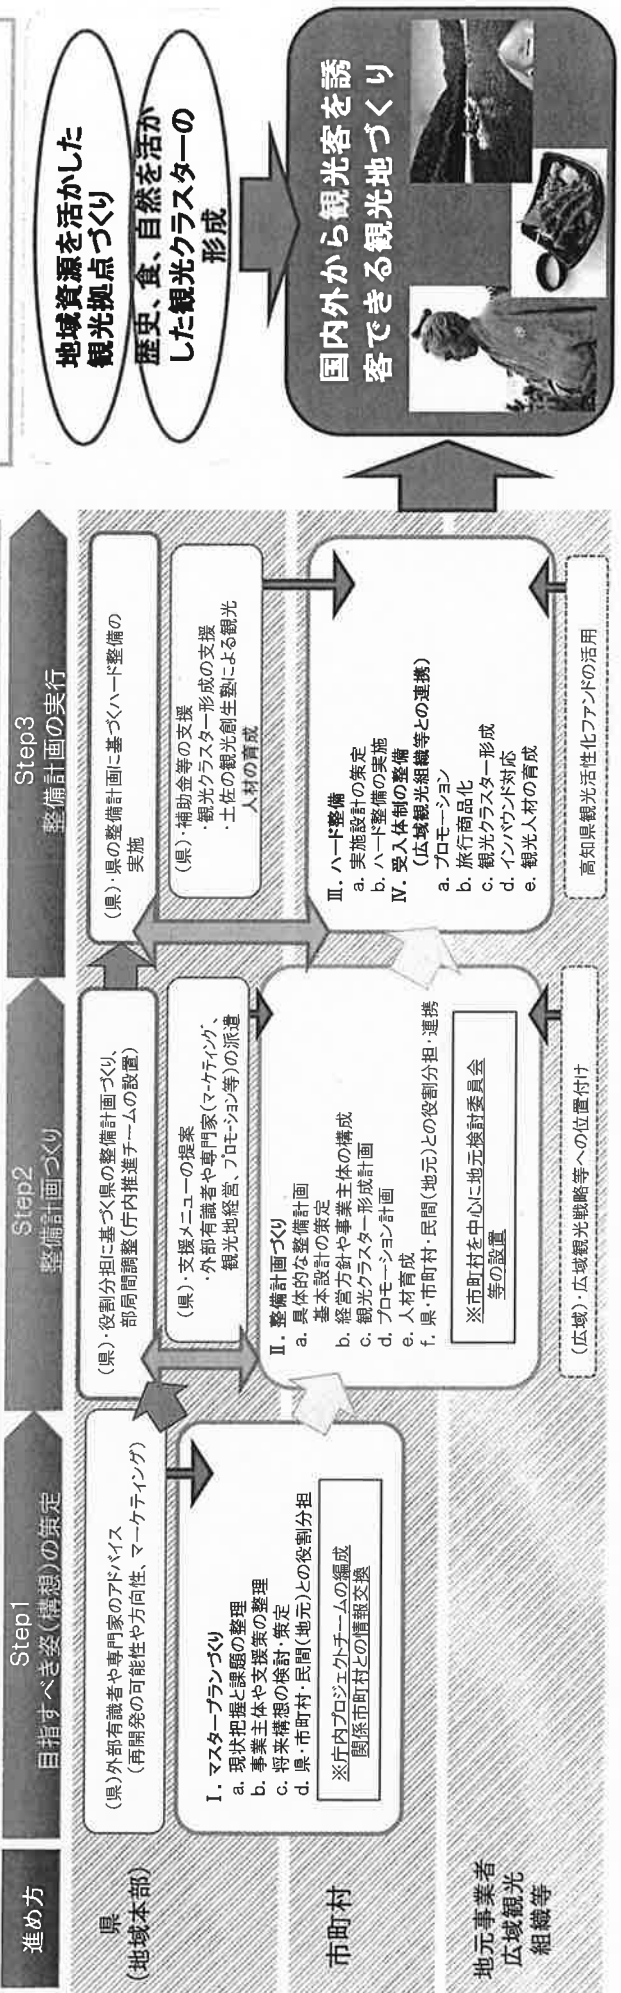 進め方
Step1
目指すべき姿(構想)の策定
Step2
整備計画づくり
Step3
整備計画の実行
県
(地域本部)
市町村
地元事業者
広域観光
組織等
(県)外部有識者や専門家のアドバイス
(再開発の可能性や方向性、マーケティング)
Ⅰ. マスタープランづくり
a. 現状把握と課題の整理
b. 事業主体や支援策の整理
c. 将来構想の検討・策定
d. 県・市町村・民間(地元)との役割分担
※庁内プロジェクトチームの編成
関係市町村との情報交換
(県)・役割分担に基づく県の整備計画づくり、
部局間調整(庁内推進チームの設置)
(県)・支援メニューの提案
・外部有識者や専門家(マーケティング、
観光地経営、プロモーション等)の派遣
Ⅱ. 整備計画づくり
a. 具体的な整備計画
基本設計の策定
b. 経営方針や事業主体の構成
c. 観光クラスター形成計画
d. プロモーション計画
e. 人材育成
f. 県・市町村・民間(地元)との役割分担・連携
※市町村を中心に地元検討委員会
等の設置
(広域)・広域観光戦略等への位置付け
(県)・県の整備計画に基づくハード整備の
実施
(県)・補助金等の支援
・観光クラスター形成の支援
・土佐の観光創生塾による観光
人材の育成
Ⅲ. ハード整備
a. 実施設計の策定
b. ハード整備の実施
Ⅳ. 受入体制の整備
(広域観光組織等との連携)
a. プロモーション
b. 旅行商品化
c. 観光クラスター形成
d. インバウンド対応
e. 観光人材の育成
高知県観光活性化ファンドの活用
地域資源を活かした
観光拠点づくり
歴史、食、自然を活か
した観光クラスターの
形成
国内外から観光客を誘
客できる観光地づくり